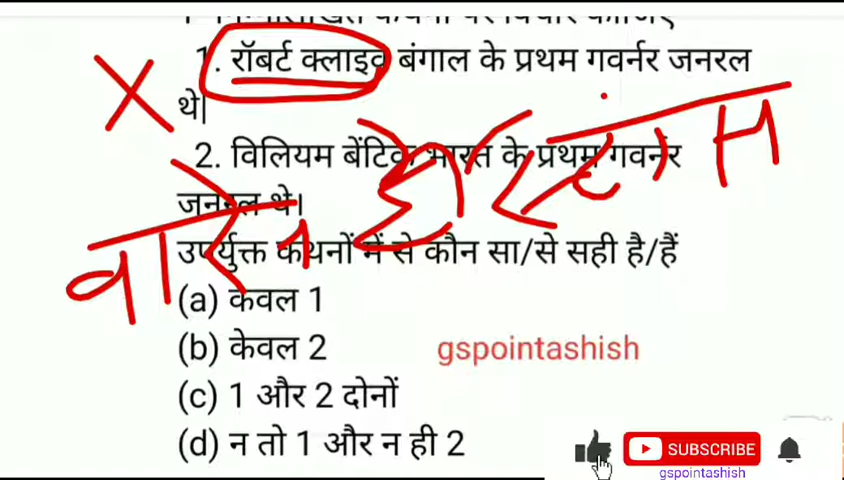 1. रॉबर्ट क्लाइव बंगाल के प्रथम गवर्नर जनरल
थे|
2. विलियम बेंटिक भारत के प्रथम गवर्नर
जनरल थे।
वारेन हेस्टिंग्स
उपर्युक्त कथनों में से कौन सा/से सही है/हैं
(a) केवल 1
(b) केवल 2
gspointashish
(c) 1 और 2 दोनों
(d) न तो 1 और न ही 2
SUBSCRIBE
gspointashish